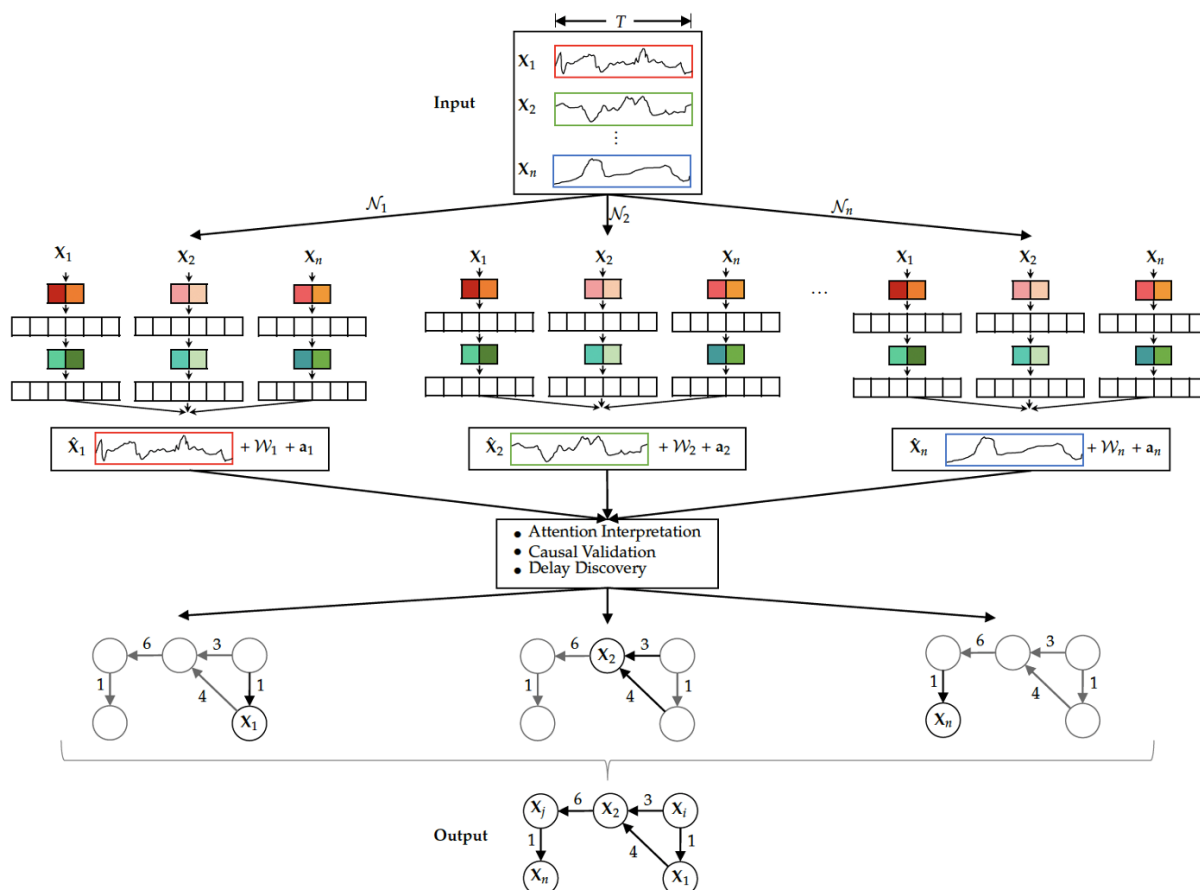 T
X₁
Input
X₂
⋮
Xₙ
𝒩₁ 𝒩₂ 𝒩ₙ
X₁ X₂ Xₙ X₁ X₂ Xₙ … X₁ X₂ Xₙ
X̂₁ + 𝒲₁ + a₁
X̂₂ + 𝒲₂ + a₂
X̂ₙ + 𝒲ₙ + aₙ
• Attention Interpretation
• Causal Validation
• Delay Discovery
6 3
1 4 1
X₁
6 X₂ 3
1 4 1
6 3
1 4 1
Xₙ
Xⱼ 6 X₂ 3 Xᵢ
Output
1 4 1
Xₙ X₁